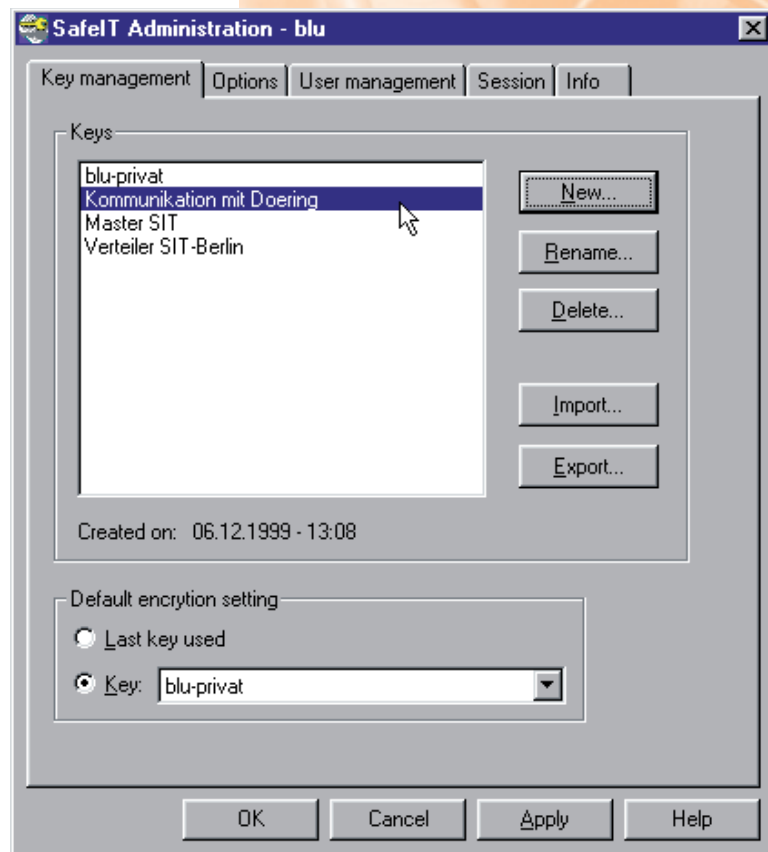 SafeIT Administration - blu
Key management Options User management Session Info
Keys
blu-privat
Kommunikation mit Doering
Master SIT
Verteiler SIT-Berlin
New...
Rename...
Delete...
Import...
Export...
Created on: 06.12.1999 - 13:08
Default encrytion setting
Last key used
Key: blu-privat
OK Cancel Apply Help